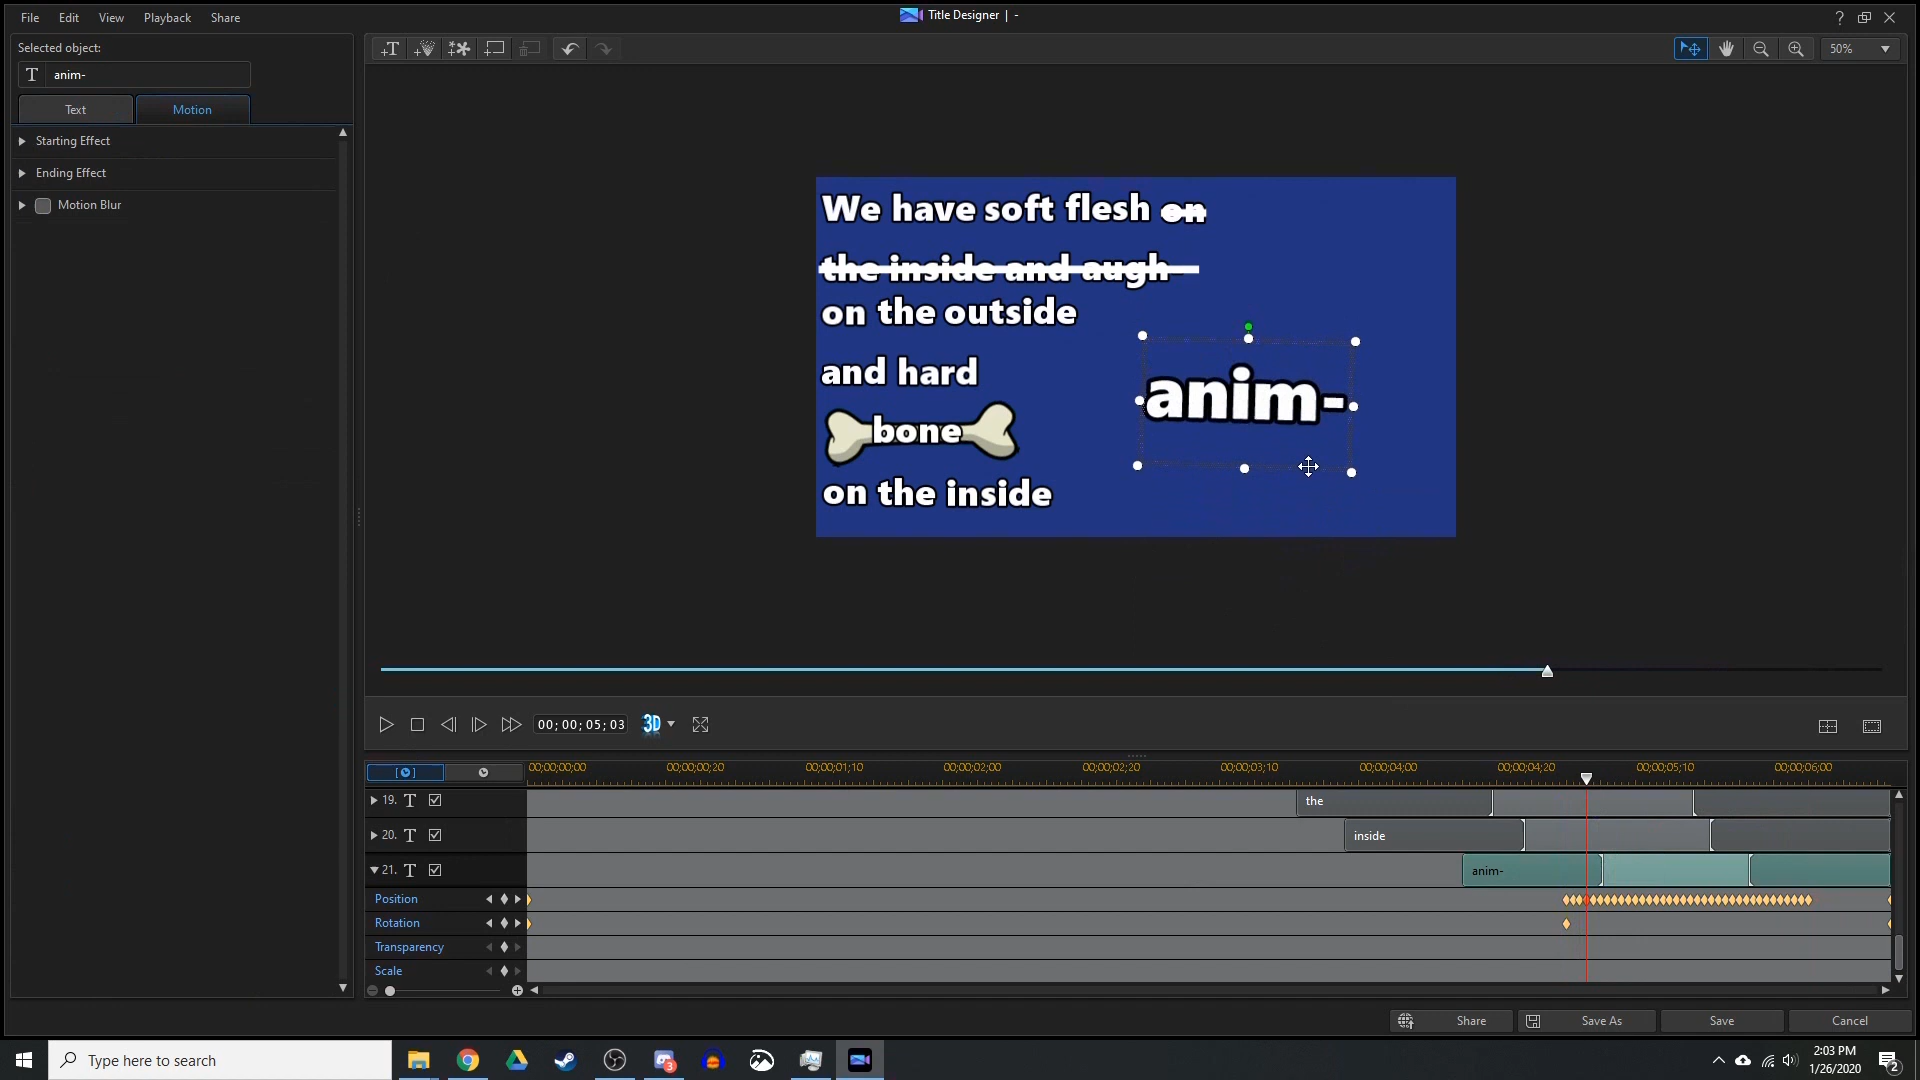 File Edit View Playback Share
Title Designer | -
?
Selected object:
T anim-
Text Motion
Starting Effect
Ending Effect
Motion Blur
50%
We have soft flesh on
the inside and augh-
on the outside
and hard
bone
on the inside
anim-
00;00;05;03
3D
00;00;00;00 00;00;00;20 00;00;01;10 00;00;02;00 00;00;02;20 00;00;03;10 00;00;04;00 00;00;04;20 00;00;05;10 00;00;06;00
19. T the
20. T inside
21. T anim-
Position
Rotation
Transparency
Scale
Share Save As Save Cancel
Type here to search
3
2:03 PM
1/26/2020
2